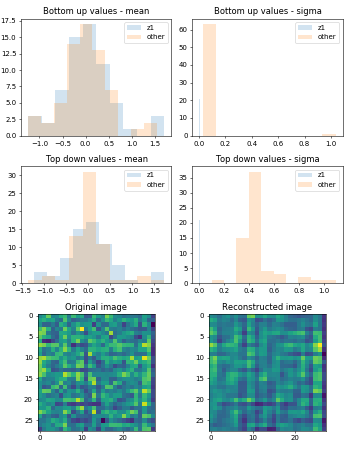 Bottom up values - mean
Bottom up values - sigma
17.5
15.0
12.5
10.0
7.5
5.0
2.5
0.0
z1
other
−1.0 −0.5 0.0 0.5 1.0 1.5
60
50
40
30
20
10
0
z1
other
0.0 0.2 0.4 0.6 0.8 1.0
Top down values - mean
Top down values - sigma
30
25
20
15
10
5
0
z1
other
−1.5 −1.0 −0.5 0.0 0.5 1.0 1.5
35
30
25
20
15
10
5
0
z1
other
0.0 0.2 0.4 0.6 0.8 1.0
Original image
Reconstructed image
0
5
10
15
20
25
0 10 20
0
5
10
15
20
25
0 10 20